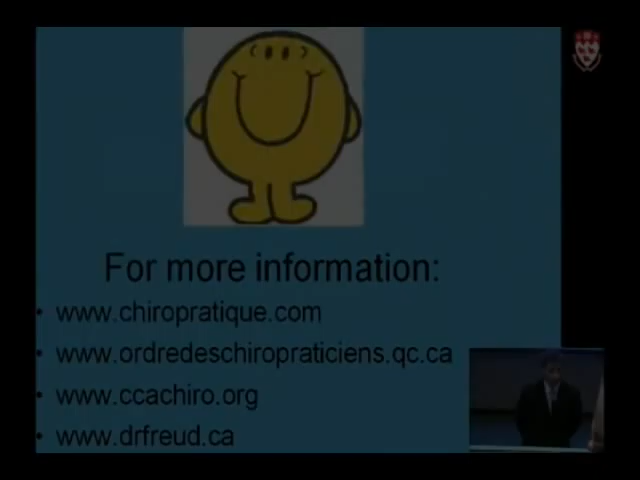 For more information:
• www.chiropratique.com
• www.ordredeschiropraticiens.qc.ca
• www.ccachiro.org
• www.drfreud.ca